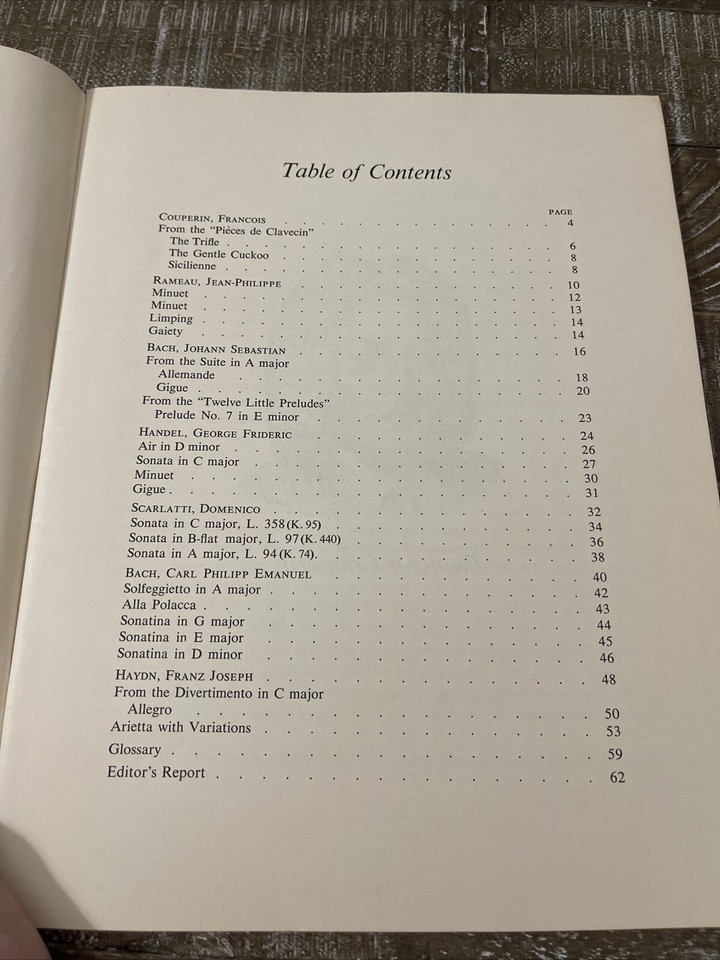 Table of Contents
PAGE
COUPERIN, FRANCOIS . . . . . . . . . . . . 4
From the "Pièces de Clavecin"
The Trifle . . . . . . . . . . . . 6
The Gentle Cuckoo . . . . . . . . . . . . 8
Sicilienne . . . . . . . . . . . . 8
RAMEAU, JEAN-PHILIPPE . . . . . . . . . . . . 10
Minuet . . . . . . . . . . . . 12
Minuet . . . . . . . . . . . . 13
Limping . . . . . . . . . . . . 14
Gaiety . . . . . . . . . . . . 14
BACH, JOHANN SEBASTIAN . . . . . . . . . . . . 16
From the Suite in A major
Allemande . . . . . . . . . . . . 18
Gigue . . . . . . . . . . . . 20
From the "Twelve Little Preludes"
Prelude No. 7 in E minor . . . . . . . . . . . . 23
HANDEL, GEORGE FRIDERIC . . . . . . . . . . . . 24
Air in D minor . . . . . . . . . . . . 26
Sonata in C major . . . . . . . . . . . . 27
Minuet . . . . . . . . . . . . 30
Gigue . . . . . . . . . . . . 31
SCARLATTI, DOMENICO . . . . . . . . . . . . 32
Sonata in C major, L. 358 (K. 95) . . . . . . . . . . . . 34
Sonata in B-flat major, L. 97 (K. 440) . . . . . . . . . . . . 36
Sonata in A major, L. 94 (K. 74) . . . . . . . . . . . . 38
BACH, CARL PHILIPP EMANUEL . . . . . . . . . . . . 40
Solfeggietto in A major . . . . . . . . . . . . 42
Alla Polacca . . . . . . . . . . . . 43
Sonatina in G major . . . . . . . . . . . . 44
Sonatina in E major . . . . . . . . . . . . 45
Sonatina in D minor . . . . . . . . . . . . 46
HAYDN, FRANZ JOSEPH . . . . . . . . . . . . 48
From the Divertimento in C major
Allegro . . . . . . . . . . . . 50
Arietta with Variations . . . . . . . . . . . . 53
Glossary . . . . . . . . . . . . 59
Editor's Report . . . . . . . . . . . . 62